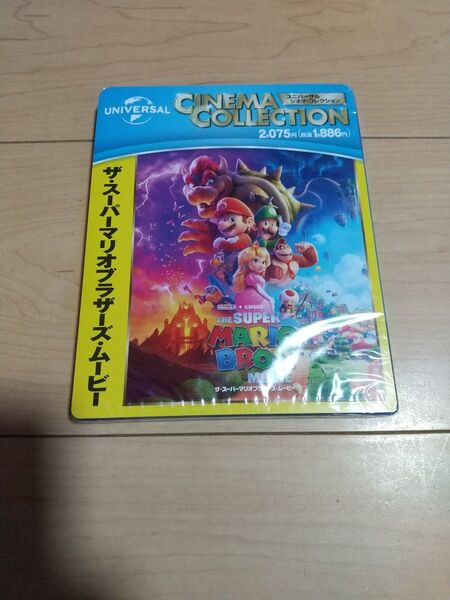 UNIVERSAL
CINEMA
COLLECTION
ユニバーサル
シネマ・コレクション
2,075円(税抜1,886円)
ザ・スーパーマリオブラザーズ・ムービー
Nintendo + ILLUMINATION
THE SUPER
MARIO
BROS.
ザ・スーパーマリオブラザーズ・ムービー